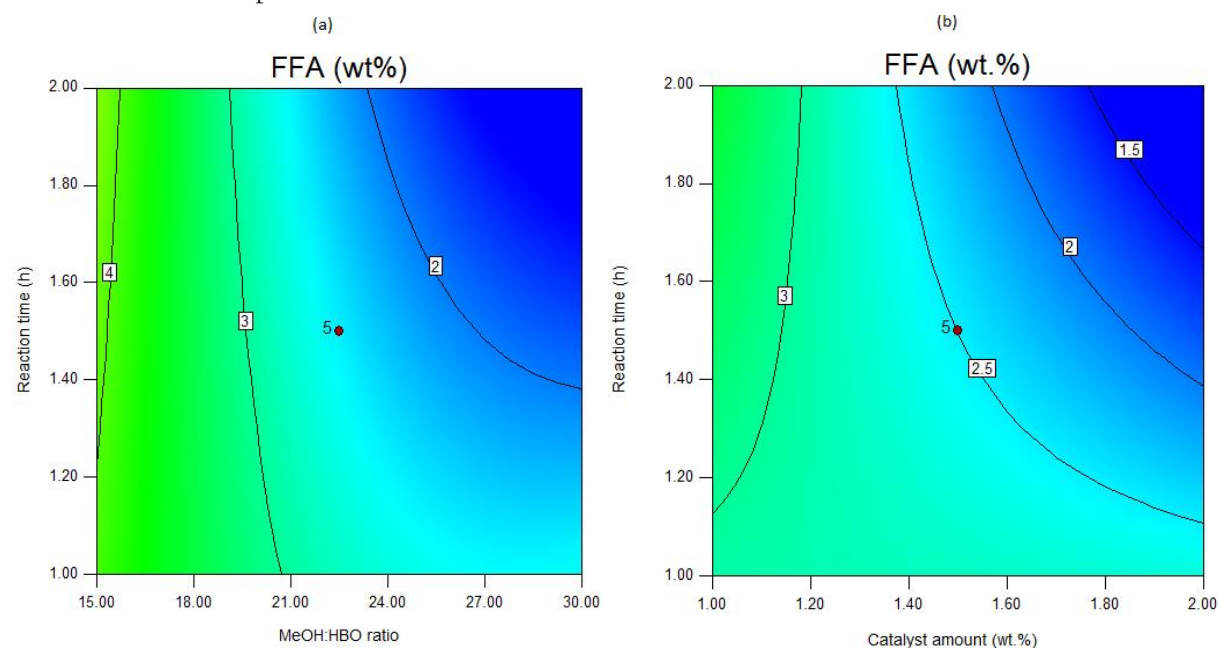 (a)
FFA (wt%)
2.00
1.80
1.60
1.40
1.20
1.00
Reaction time (h)
4
3
5
2
15.00 18.00 21.00 24.00 27.00 30.00
MeOH:HBO ratio
(b)
FFA (wt.%)
2.00
1.80
1.60
1.40
1.20
1.00
Reaction time (h)
1.5
2
3
5
2.5
1.00 1.20 1.40 1.60 1.80 2.00
Catalyst amount (wt.%)